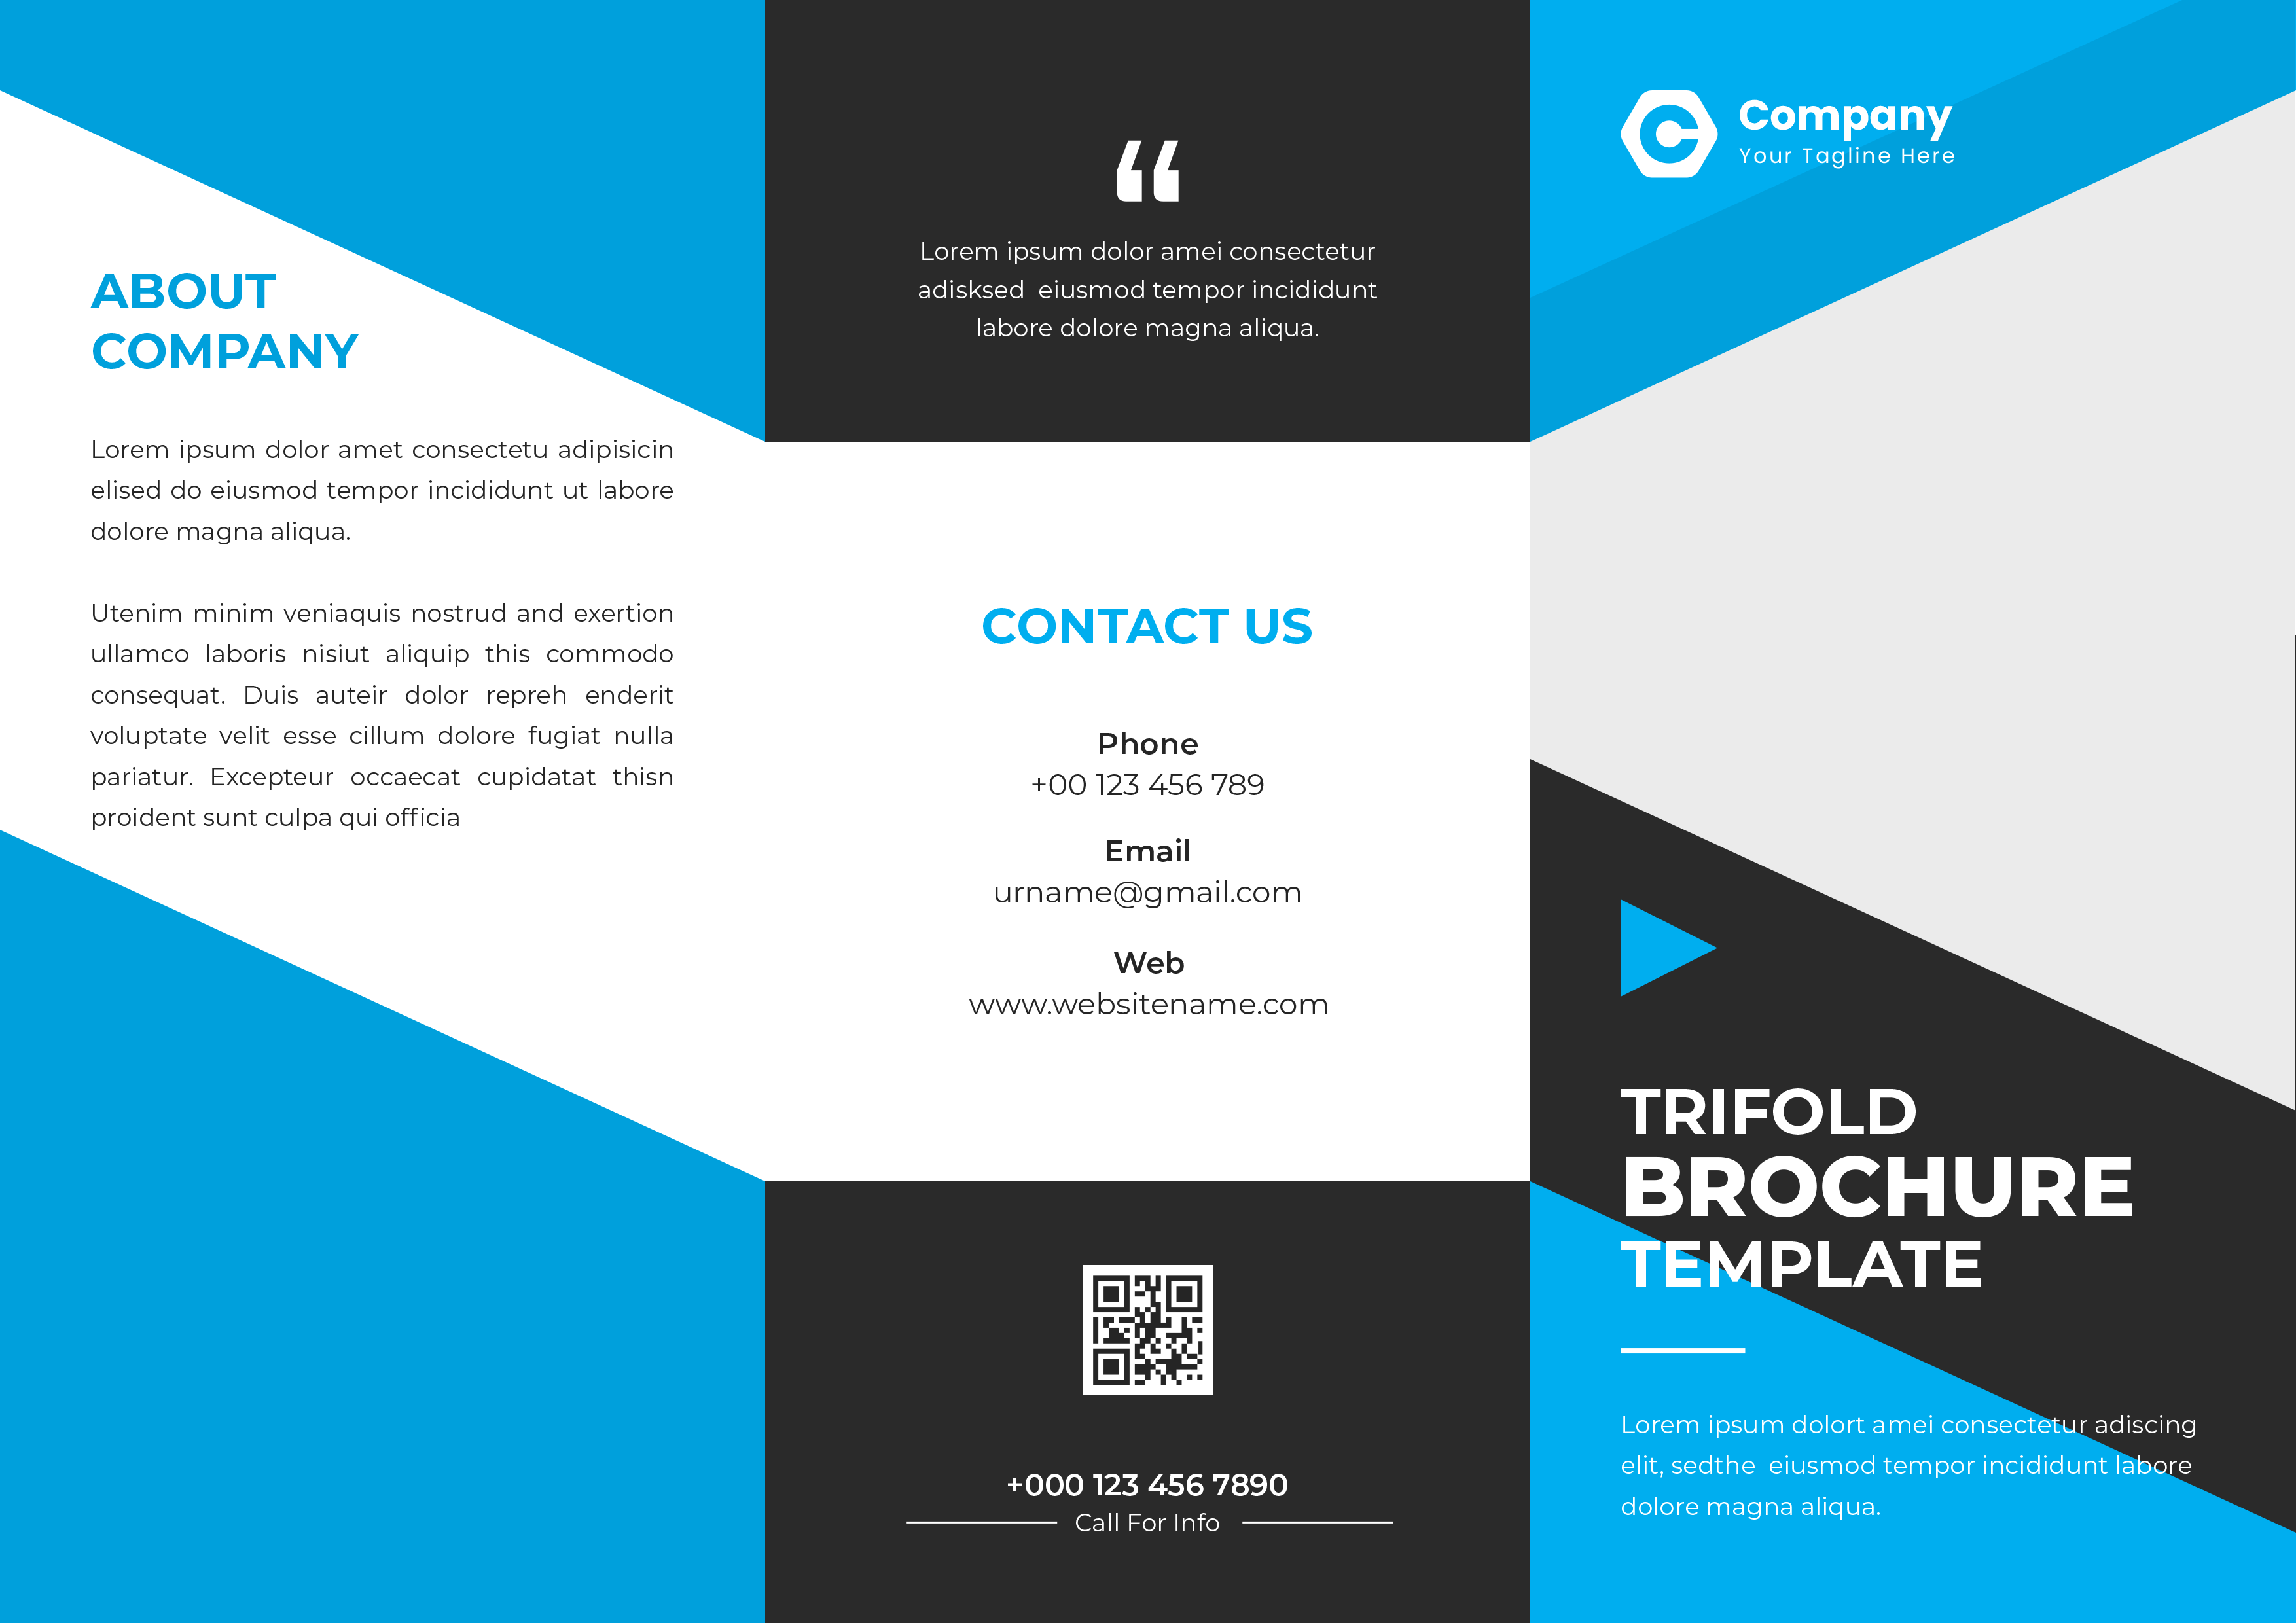 ABOUT
COMPANY
Lorem ipsum dolor amet consectetu adipisicin
elised do eiusmod tempor incididunt ut labore
dolore magna aliqua.
Utenim minim veniaquis nostrud and exertion
ullamco laboris nisiut aliquip this commodo
consequat. Duis auteir dolor repreh enderit
voluptate velit esse cillum dolore fugiat nulla
pariatur. Excepteur occaecat cupidatat thisn
proident sunt culpa qui officia
“
Lorem ipsum dolor amei consectetur
adisksed eiusmod tempor incididunt
labore dolore magna aliqua.
CONTACT US
Phone
+00 123 456 789
Email
urname@gmail.com
Web
www.websitename.com
+000 123 456 7890
Call For Info
Company
Your Tagline Here
TRIFOLD
BROCHURE
TEMPLATE
Lorem ipsum dolort amei consectetur adiscing
elit, sedthe eiusmod tempor incididunt labore
dolore magna aliqua.